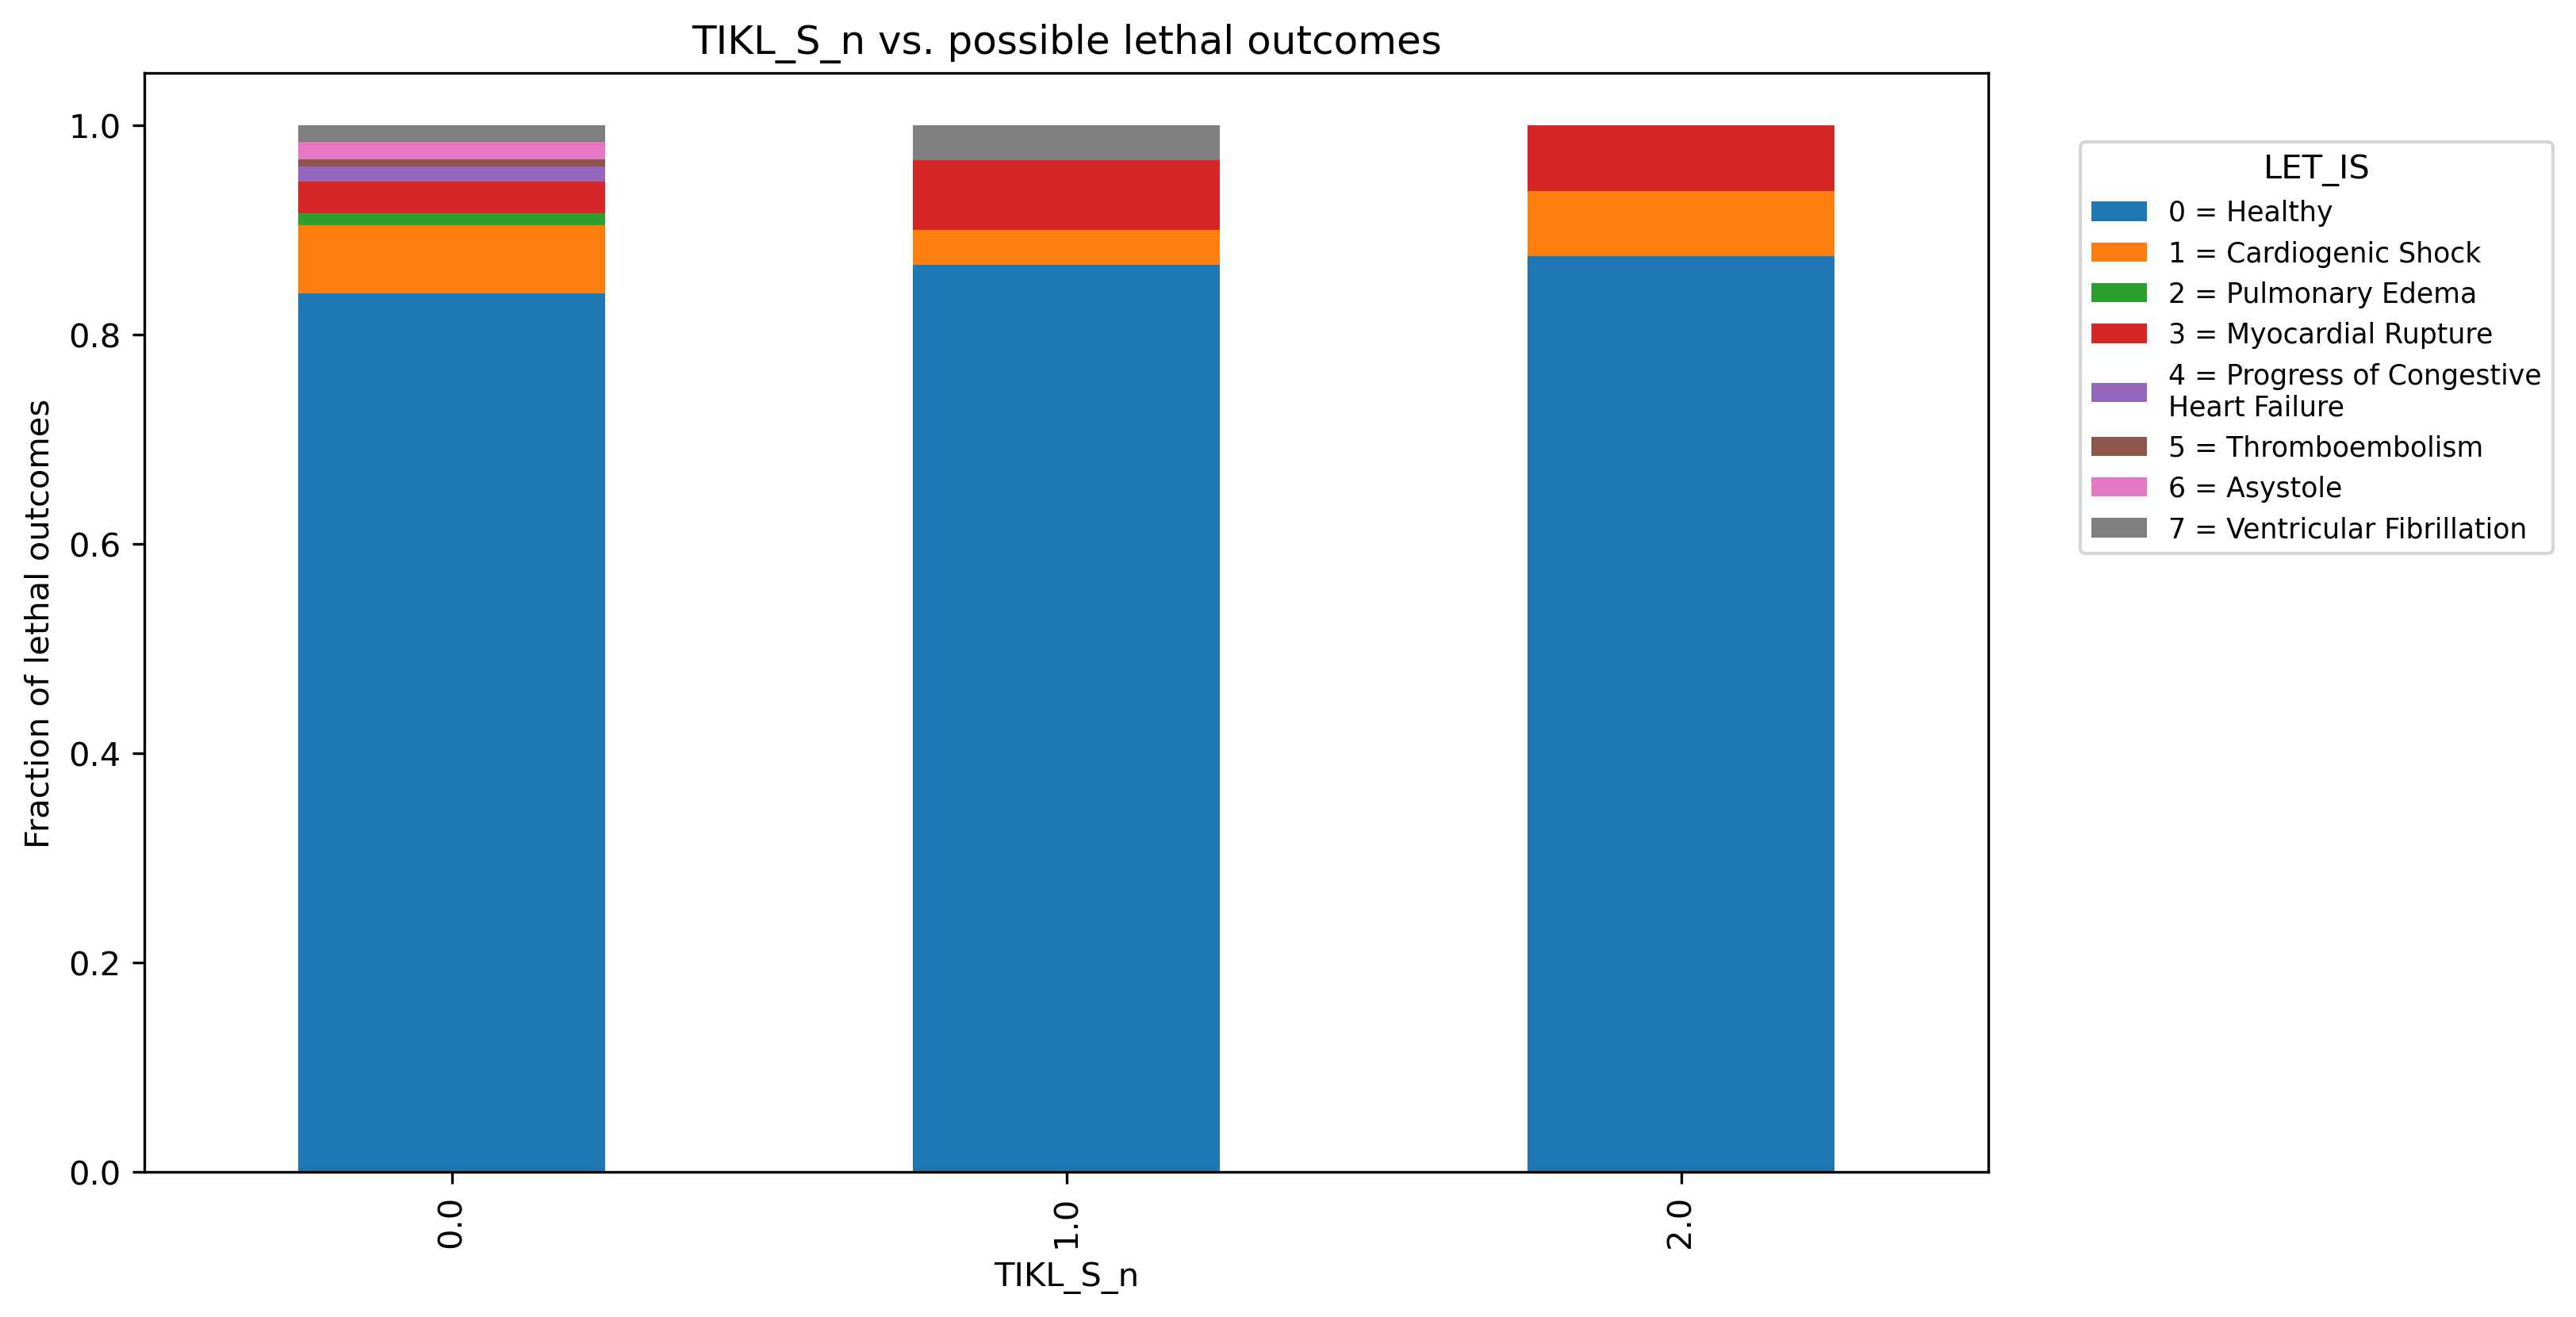 TIKL_S_n vs. possible lethal outcomes
Fraction of lethal outcomes
1.0
0.8
0.6
0.4
0.2
0.0
0.0
1.0
2.0
TIKL_S_n
LET_IS
0 = Healthy
1 = Cardiogenic Shock
2 = Pulmonary Edema
3 = Myocardial Rupture
4 = Progress of Congestive
Heart Failure
5 = Thromboembolism
6 = Asystole
7 = Ventricular Fibrillation